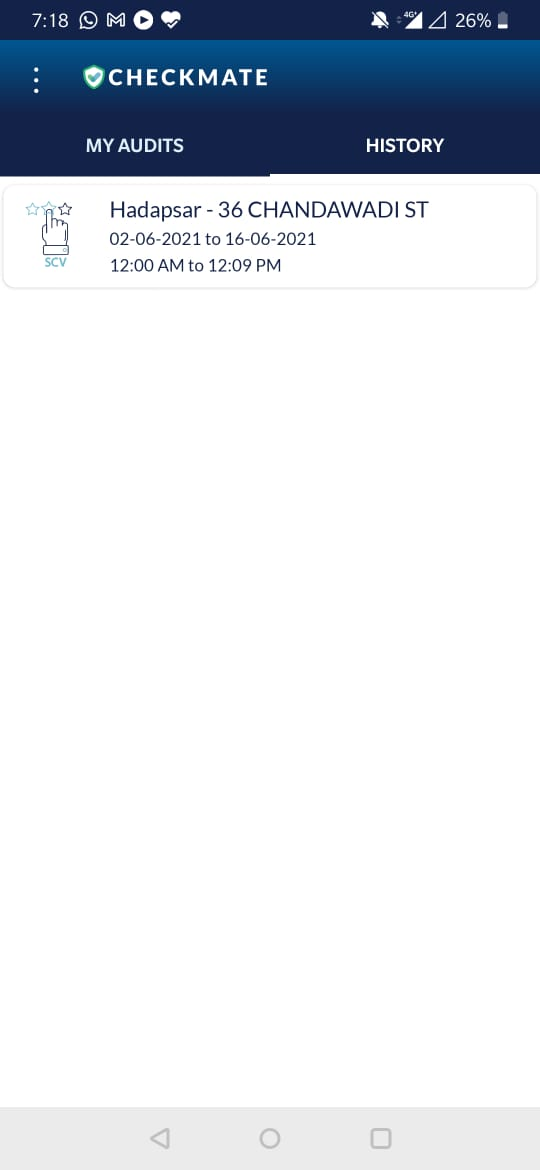 7:18 4G+ 26%
CHECKMATE
MY AUDITS HISTORY
Hadapsar - 36 CHANDAWADI ST
02-06-2021 to 16-06-2021
12:00 AM to 12:09 PM
SCV